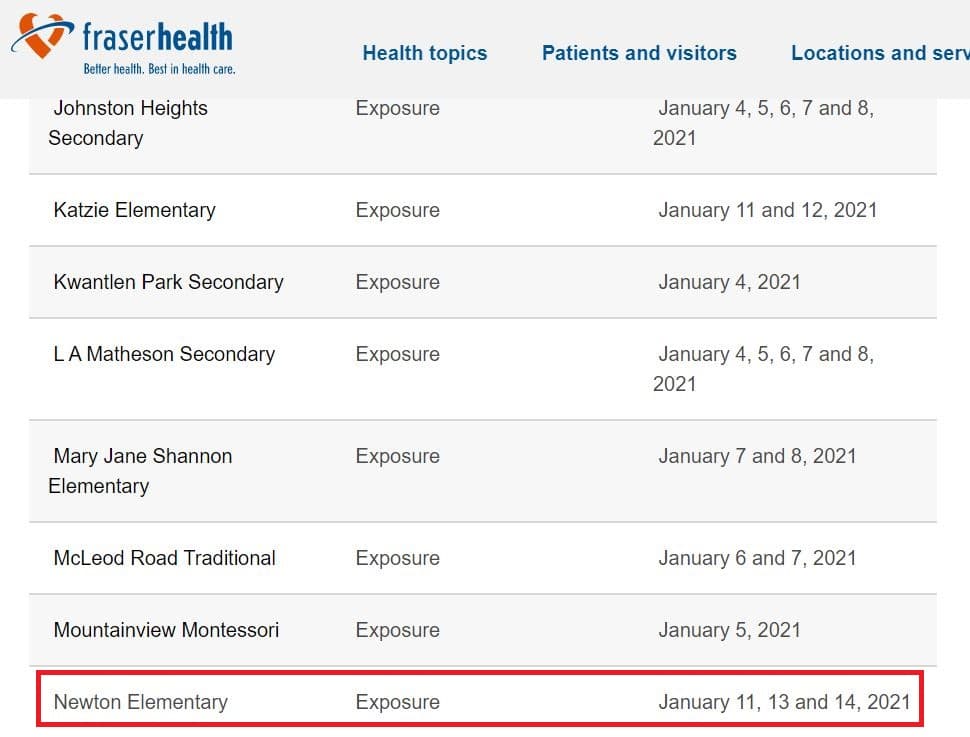 fraserhealth
Better health. Best in health care.
Health topics Patients and visitors Locations and serv
Johnston Heights Exposure January 4, 5, 6, 7 and 8,
Secondary 2021
Katzie Elementary Exposure January 11 and 12, 2021
Kwantlen Park Secondary Exposure January 4, 2021
L A Matheson Secondary Exposure January 4, 5, 6, 7 and 8,
2021
Mary Jane Shannon Exposure January 7 and 8, 2021
Elementary
McLeod Road Traditional Exposure January 6 and 7, 2021
Mountainview Montessori Exposure January 5, 2021
Newton Elementary Exposure January 11, 13 and 14, 2021